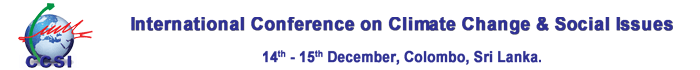 International Conference on Climate Change & Social Issues
14th - 15th December, Colombo, Sri Lanka.
CCSI